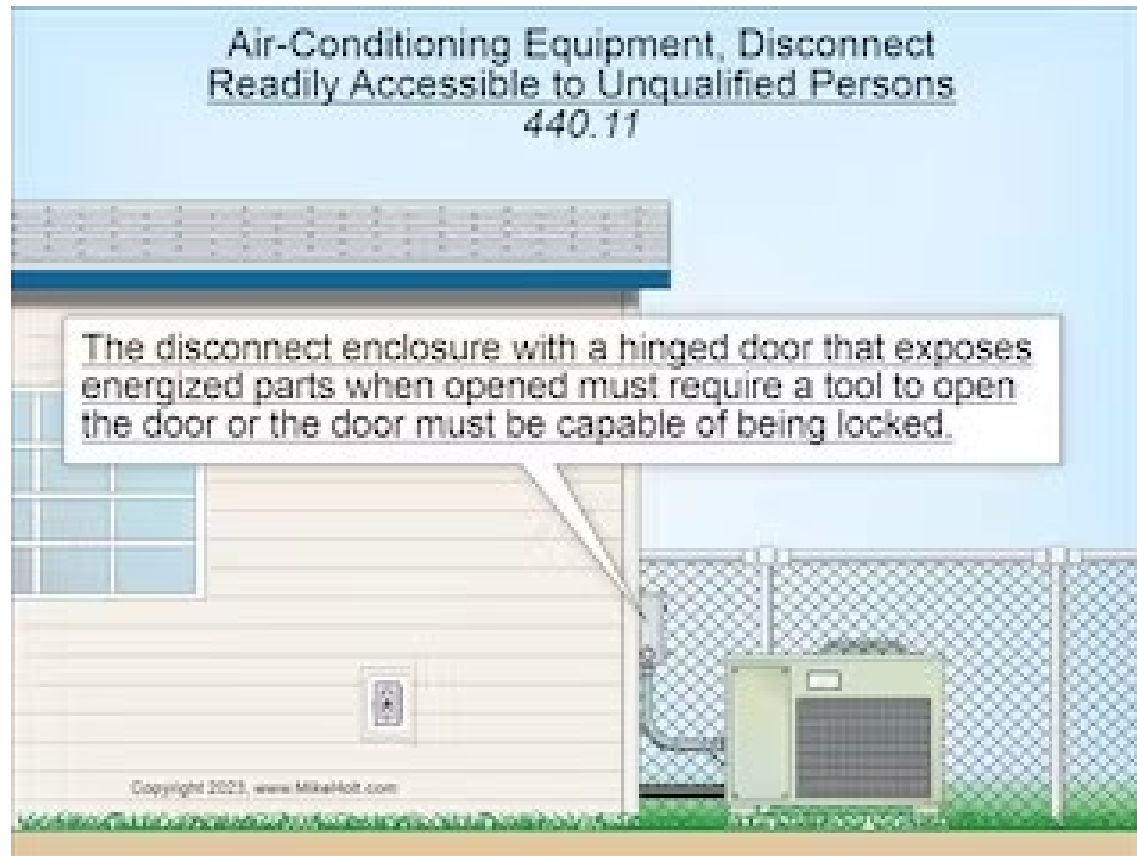 Air-Conditioning Equipment, Disconnect
Readily Accessible to Unqualified Persons
440.11
The disconnect enclosure with a hinged door that exposes
energized parts when opened must require a tool to open
the door or the door must be capable of being locked.
Copyright 2023, www.MikeHolt.com